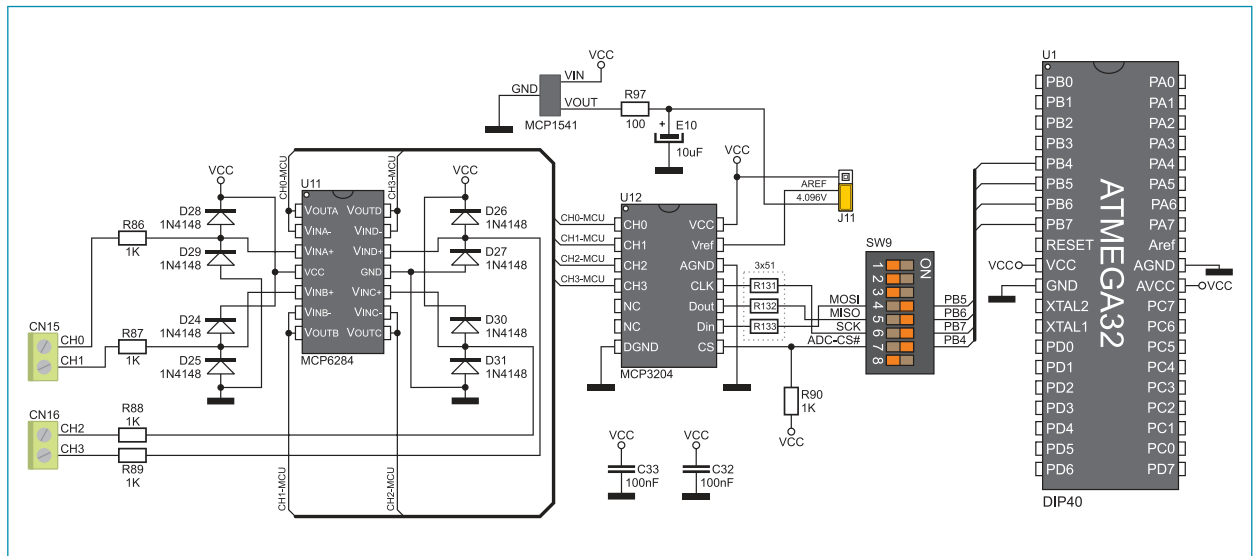 VCC
VIN
GND
VOUT
MCP1541
R97
100
+
E10
10uF
VCC
AREF
4.096V
J11
CH0-MCU
CH3-MCU
VCC
D28
1N4148
D29
1N4148
D24
1N4148
D25
1N4148
U11
VOUTA
VINA-
VINA+
VCC
VINB+
VINB-
VOUTB
VOUTD
VIND-
VIND+
GND
VINC+
VINC-
VOUTC
MCP6284
VCC
D26
1N4148
D27
1N4148
D30
1N4148
D31
1N4148
R86
1K
CN15
CH0
CH1
R87
1K
CN16
CH2
CH3
R88
1K
R89
1K
CH1-MCU
CH2-MCU
CH0-MCU
CH1-MCU
CH2-MCU
CH3-MCU
U12
CH0
CH1
CH2
CH3
NC
NC
DGND
VCC
Vref
AGND
CLK
Dout
Din
CS
MCP3204
3x51
R131
R132
R133
MOSI
MISO
SCK
ADC-CS#
R90
1K
VCC
VCC
C33
100nF
VCC
C32
100nF
SW9
ON
1
2
3
4
5
6
7
8
PB5
PB6
PB7
PB4
PB4
PB5
PB6
PB7
VCC
GND
U1
PB0
PB1
PB2
PB3
PB4
PB5
PB6
PB7
RESET
VCC
GND
XTAL2
XTAL1
PD0
PD1
PD2
PD3
PD4
PD5
PD6
ATMEGA32
PA0
PA1
PA2
PA3
PA4
PA5
PA6
PA7
Aref
AGND
AVCC
PC7
PC6
PC5
PC4
PC3
PC2
PC1
PC0
PD7
VCC
DIP40